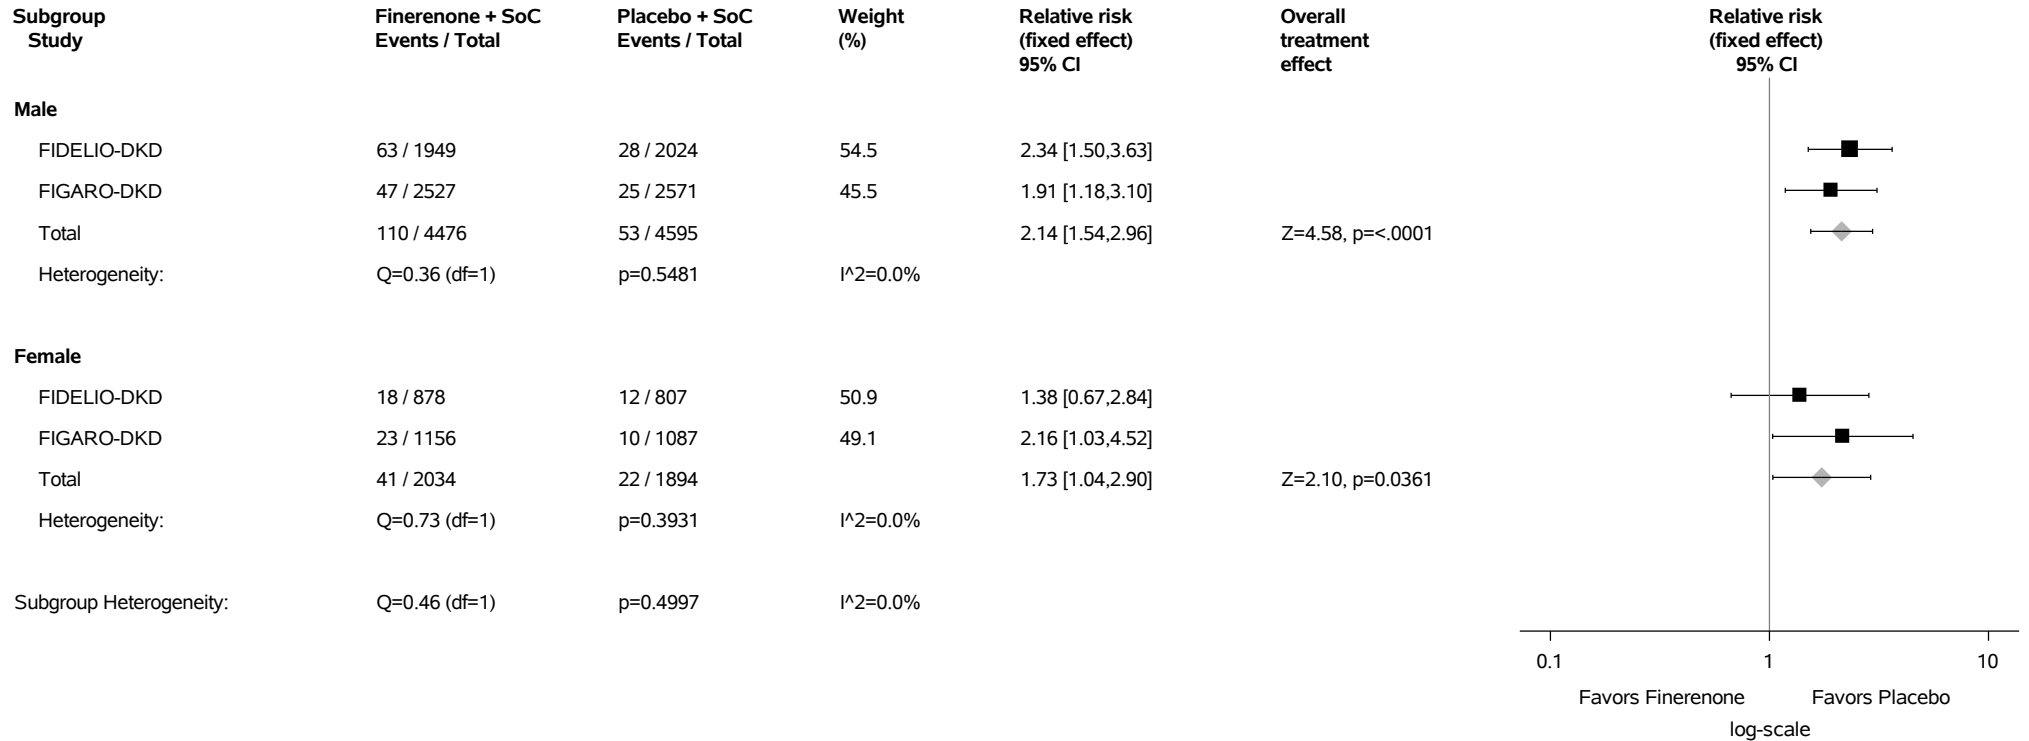 Subgroup Finerenone + SoC Placebo + SoC Weight Relative risk Overall Relative risk
Study Events / Total Events / Total (%) (fixed effect) treatment (fixed effect)
95% CI effect 95% CI
Male
FIDELIO-DKD 63 / 1949 28 / 2024 54.5 2.34 [1.50,3.63]
FIGARO-DKD 47 / 2527 25 / 2571 45.5 1.91 [1.18,3.10]
Total 110 / 4476 53 / 4595 2.14 [1.54,2.96] Z=4.58, p=<.0001
Heterogeneity: Q=0.36 (df=1) p=0.5481 I^2=0.0%
Female
FIDELIO-DKD 18 / 878 12 / 807 50.9 1.38 [0.67,2.84]
FIGARO-DKD 23 / 1156 10 / 1087 49.1 2.16 [1.03,4.52]
Total 41 / 2034 22 / 1894 1.73 [1.04,2.90] Z=2.10, p=0.0361
Heterogeneity: Q=0.73 (df=1) p=0.3931 I^2=0.0%
Subgroup Heterogeneity: Q=0.46 (df=1) p=0.4997 I^2=0.0%
0.1 1 10
Favors Finerenone Favors Placebo
log-scale